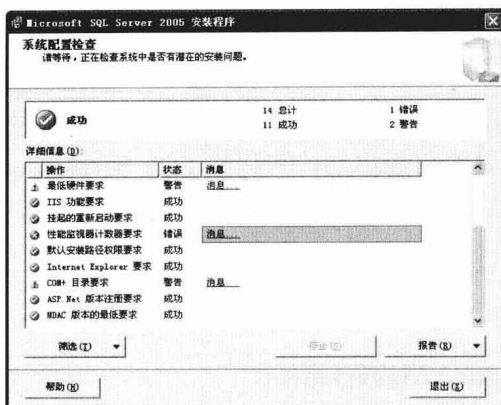 Microsoft SQL Server 2005 安装程序
系统配置检查
请等待，正在检查系统中是否有潜在的安装问题。
成功
14 总计
1 错误
11 成功
2 警告
详细信息(D):
操作 状态 消息
最低硬件要求 警告 消息...
IIS 功能要求 成功
挂起的重新启动要求 成功
性能监视器计数器要求 错误 消息...
默认安装路径权限要求 成功
Internet Explorer 要求 成功
COM+ 目录要求 警告 消息...
ASP.Net 版本注册要求 成功
MDAC 版本的最低要求 成功
筛选(I)
停止(S)
报告(R)
帮助(H)
退出(E)